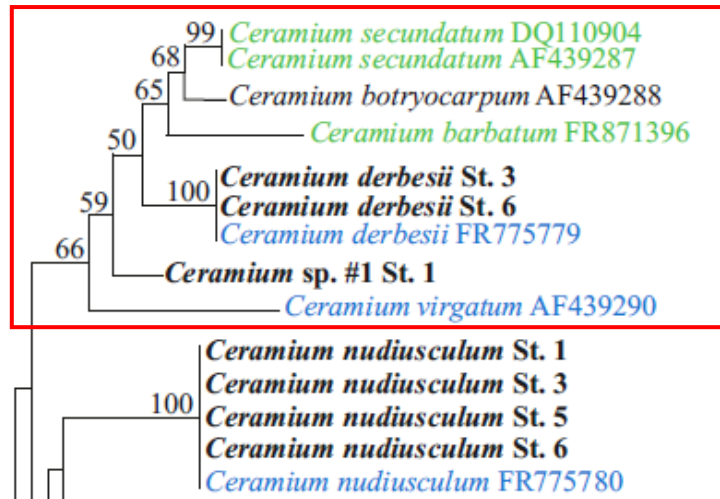 99
Ceramium secundatum DQ110904
Ceramium secundatum AF439287
68
Ceramium botryocarpum AF439288
65
Ceramium barbatum FR871396
50
Ceramium derbesii St. 3
100
Ceramium derbesii St. 6
Ceramium derbesii FR775779
59
Ceramium sp. #1 St. 1
66
Ceramium virgatum AF439290
Ceramium nudiusculum St. 1
Ceramium nudiusculum St. 3
100
Ceramium nudiusculum St. 5
Ceramium nudiusculum St. 6
Ceramium nudiusculum FR775780